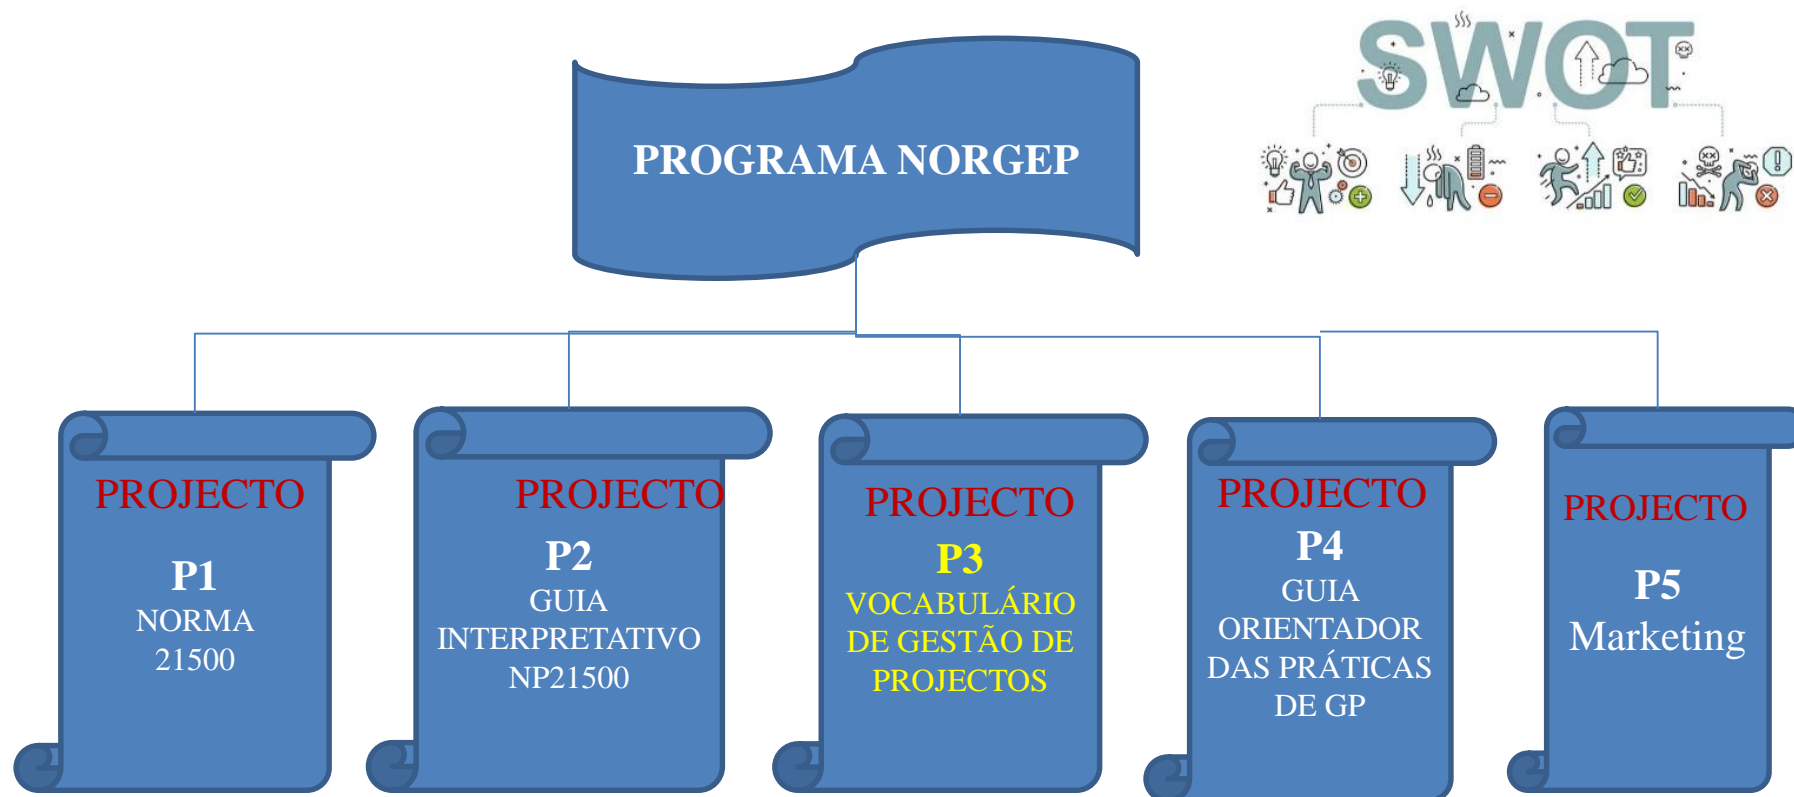 SWOT
PROGRAMA NORGEP
PROJECTO
P1
NORMA
21500
PROJECTO
P2
GUIA
INTERPRETATIVO
NP21500
PROJECTO
P3
VOCABULÁRIO
DE GESTÃO DE
PROJECTOS
PROJECTO
P4
GUIA
ORIENTADOR
DAS PRÁTICAS
DE GP
PROJECTO
P5
Marketing